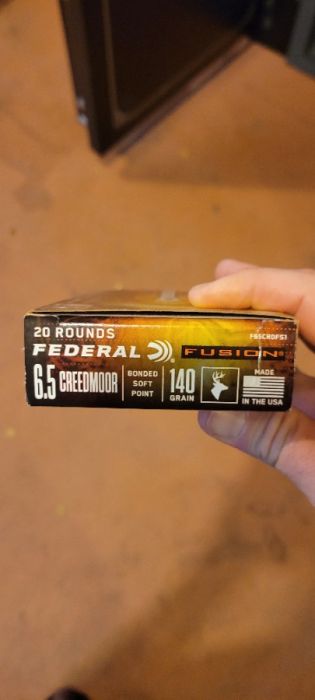 20 ROUNDS
F65CRDFS1
FEDERAL® FUSION®
6.5 CREEDMOOR
BONDED
SOFT
POINT
140
GRAIN
MADE
IN THE USA